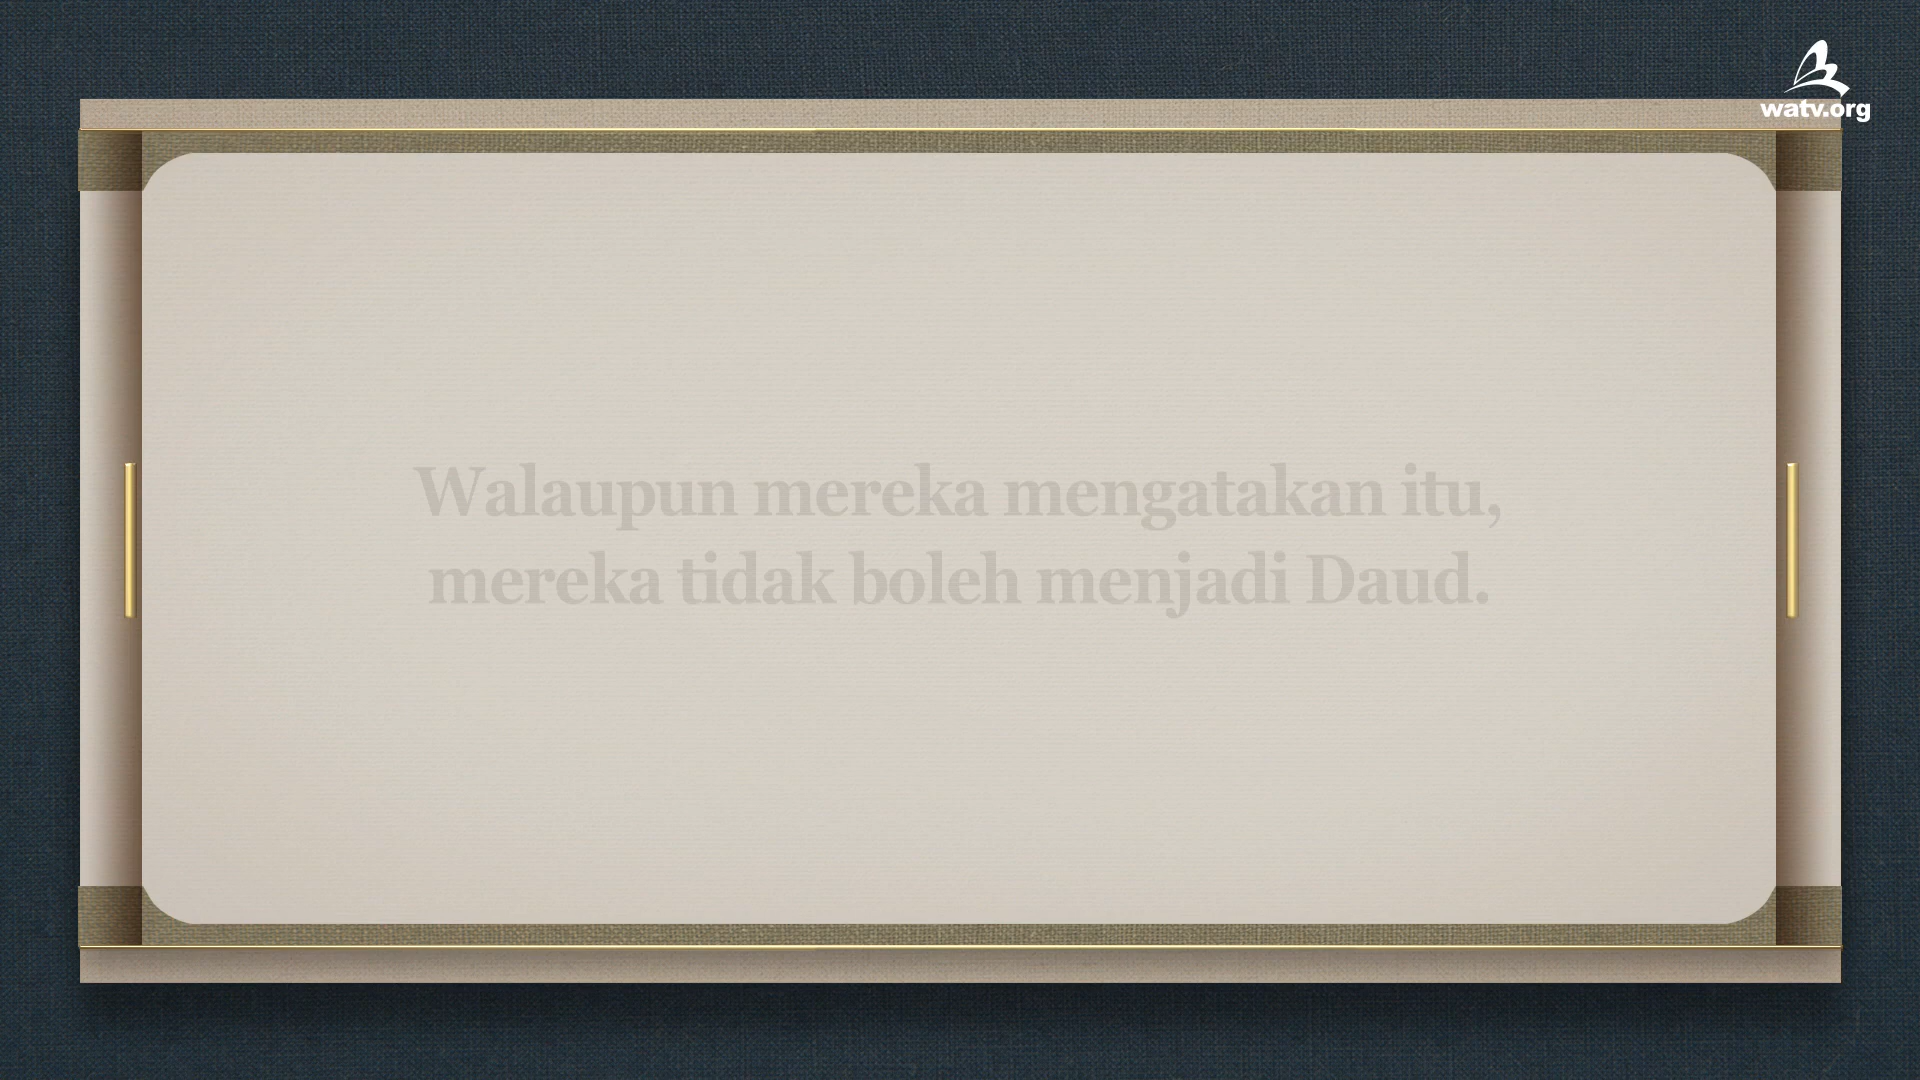 watv.org
Walaupun mereka mengatakan itu,
mereka tidak boleh menjadi Daud.